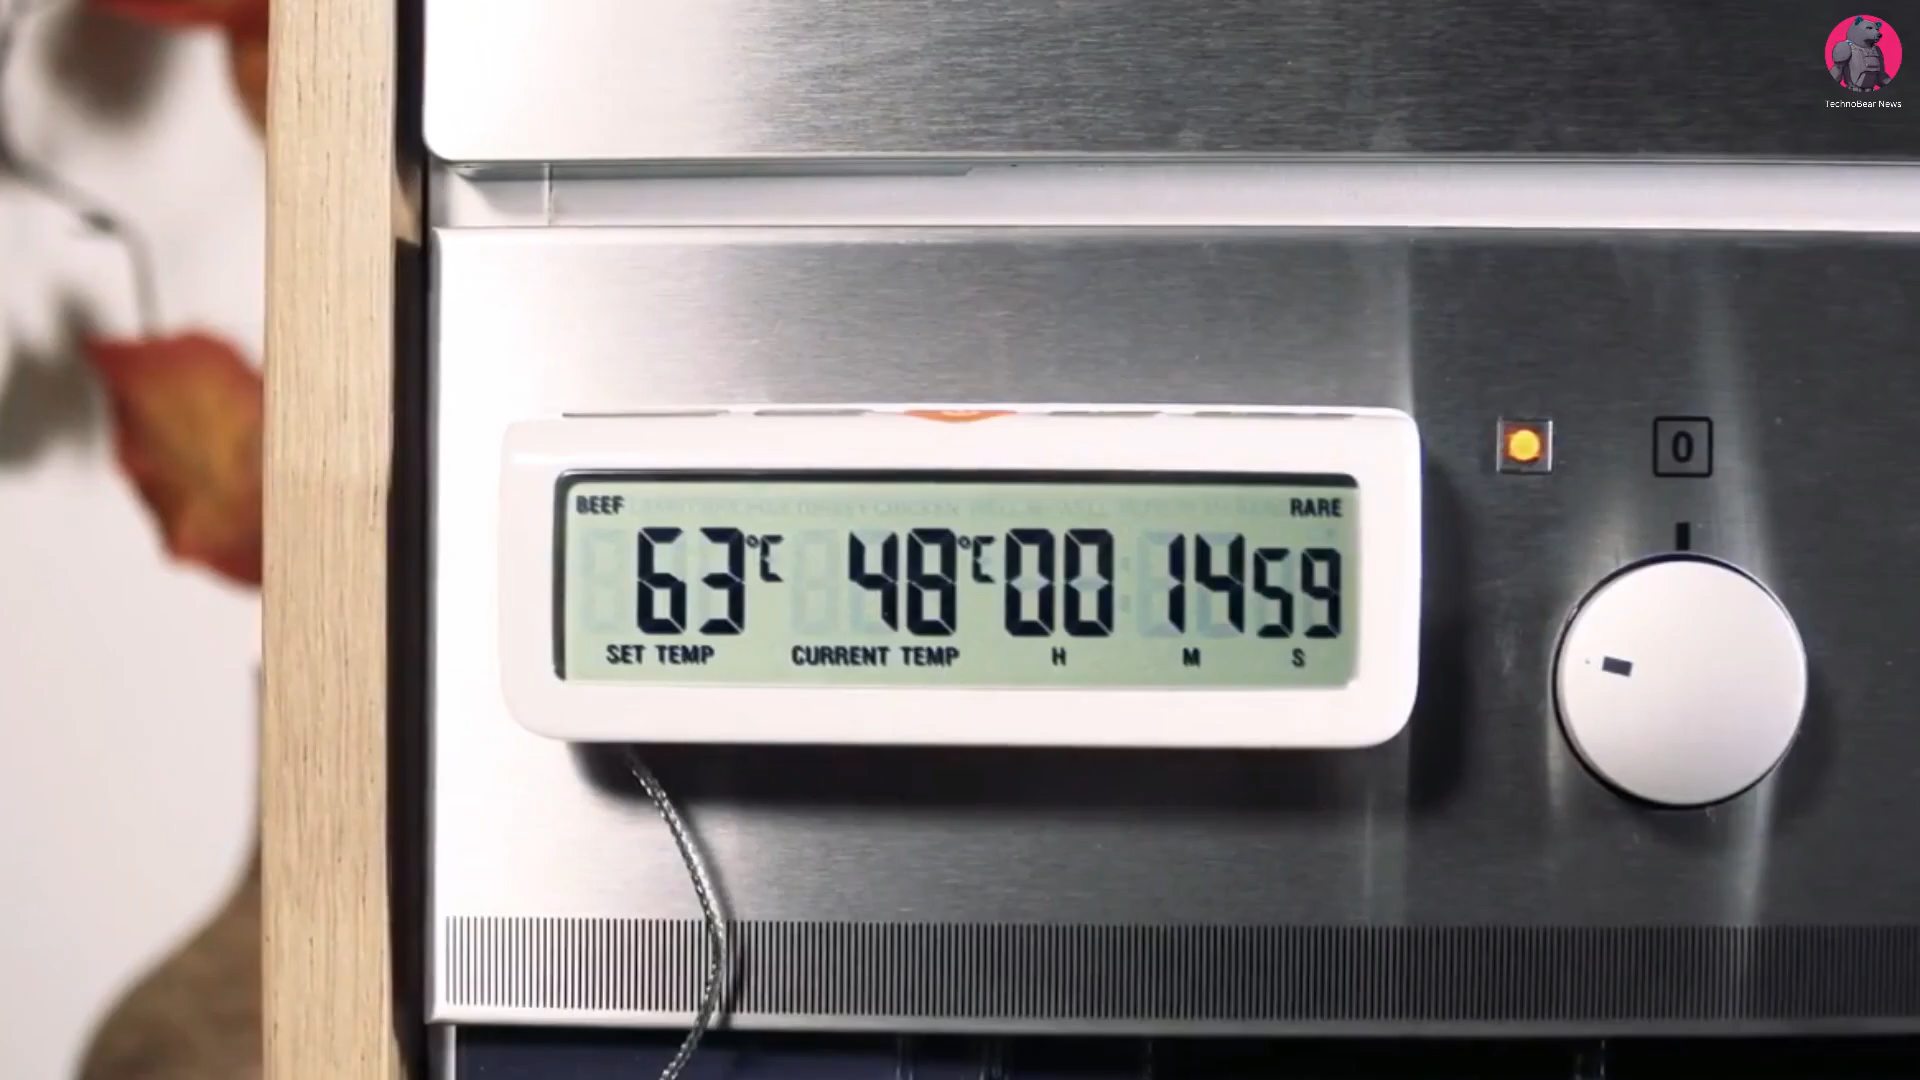 TechnoBear News
0
BEEF RARE
63°C 48°C 00 14 59
SET TEMP CURRENT TEMP H M S